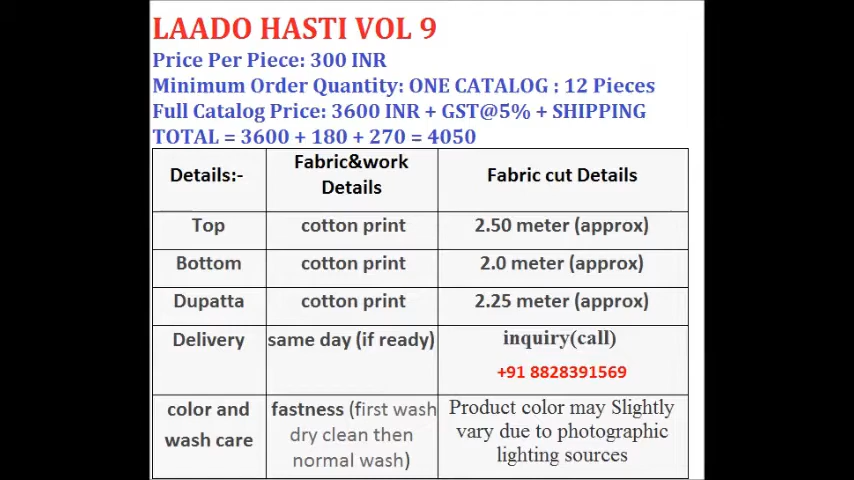 LAADO HASTI VOL 9
Price Per Piece: 300 INR
Minimum Order Quantity: ONE CATALOG : 12 Pieces
Full Catalog Price: 3600 INR + GST@5% + SHIPPING
TOTAL = 3600 + 180 + 270 = 4050
Details:-
Fabric&work
Details
Fabric cut Details
Top
cotton print
2.50 meter (approx)
Bottom
cotton print
2.0 meter (approx)
Dupatta
cotton print
2.25 meter (approx)
Delivery
same day (if ready)
inquiry(call)
+91 8828391569
color and
wash care
fastness (first wash
dry clean then
normal wash)
Product color may Slightly
vary due to photographic
lighting sources